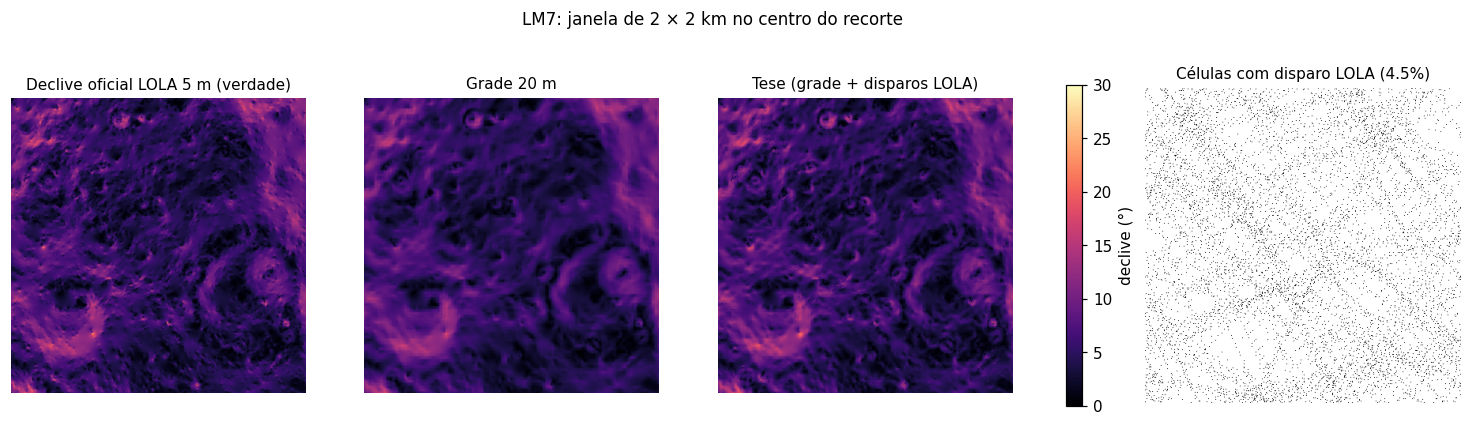 LM7: janela de 2 × 2 km no centro do recorte
Declive oficial LOLA 5 m (verdade)
Grade 20 m
Tese (grade + disparos LOLA)
Células com disparo LOLA (4.5%)
30
25
20
15
10
5
0
declive (°)